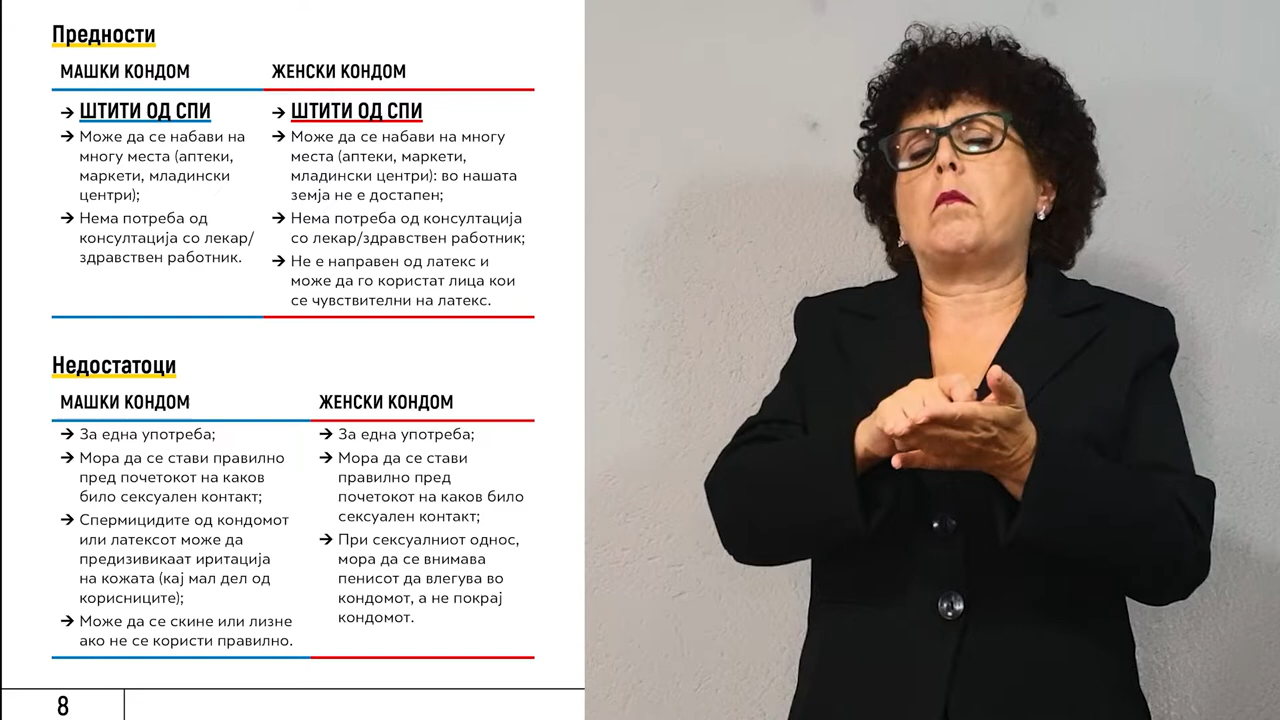 Предности
МАШКИ КОНДОМ
→ ШТИТИ ОД СПИ
→ Може да се набави на
многу места (аптеки,
маркети, младински
центри);
→ Нема потреба од
консултација со лекар/
здравствен работник.
ЖЕНСКИ КОНДОМ
→ ШТИТИ ОД СПИ
→ Може да се набави на многу
места (аптеки, маркети,
младински центри): во нашата
земја не е достапен;
→ Нема потреба од консултација
со лекар/здравствен работник;
→ Не е направен од латекс и
може да го користат лица кои
се чувствителни на латекс.
Недостатоци
МАШКИ КОНДОМ
→ За една употреба;
→ Мора да се стави правилно
пред почетокот на каков
било сексуален контакт;
→ Спермицидите од кондомот
или латексот може да
предизивикаат иритација
на кожата (кај мал дел од
корисниците);
→ Може да се скине или лизне
ако не се користи правилно.
ЖЕНСКИ КОНДОМ
→ За една употреба;
→ Мора да се стави
правилно пред
почетокот на каков било
сексуален контакт;
→ При сексуалниот однос,
мора да се внимава
пенисот да влегува во
кондомот, а не покрај
кондомот.
8